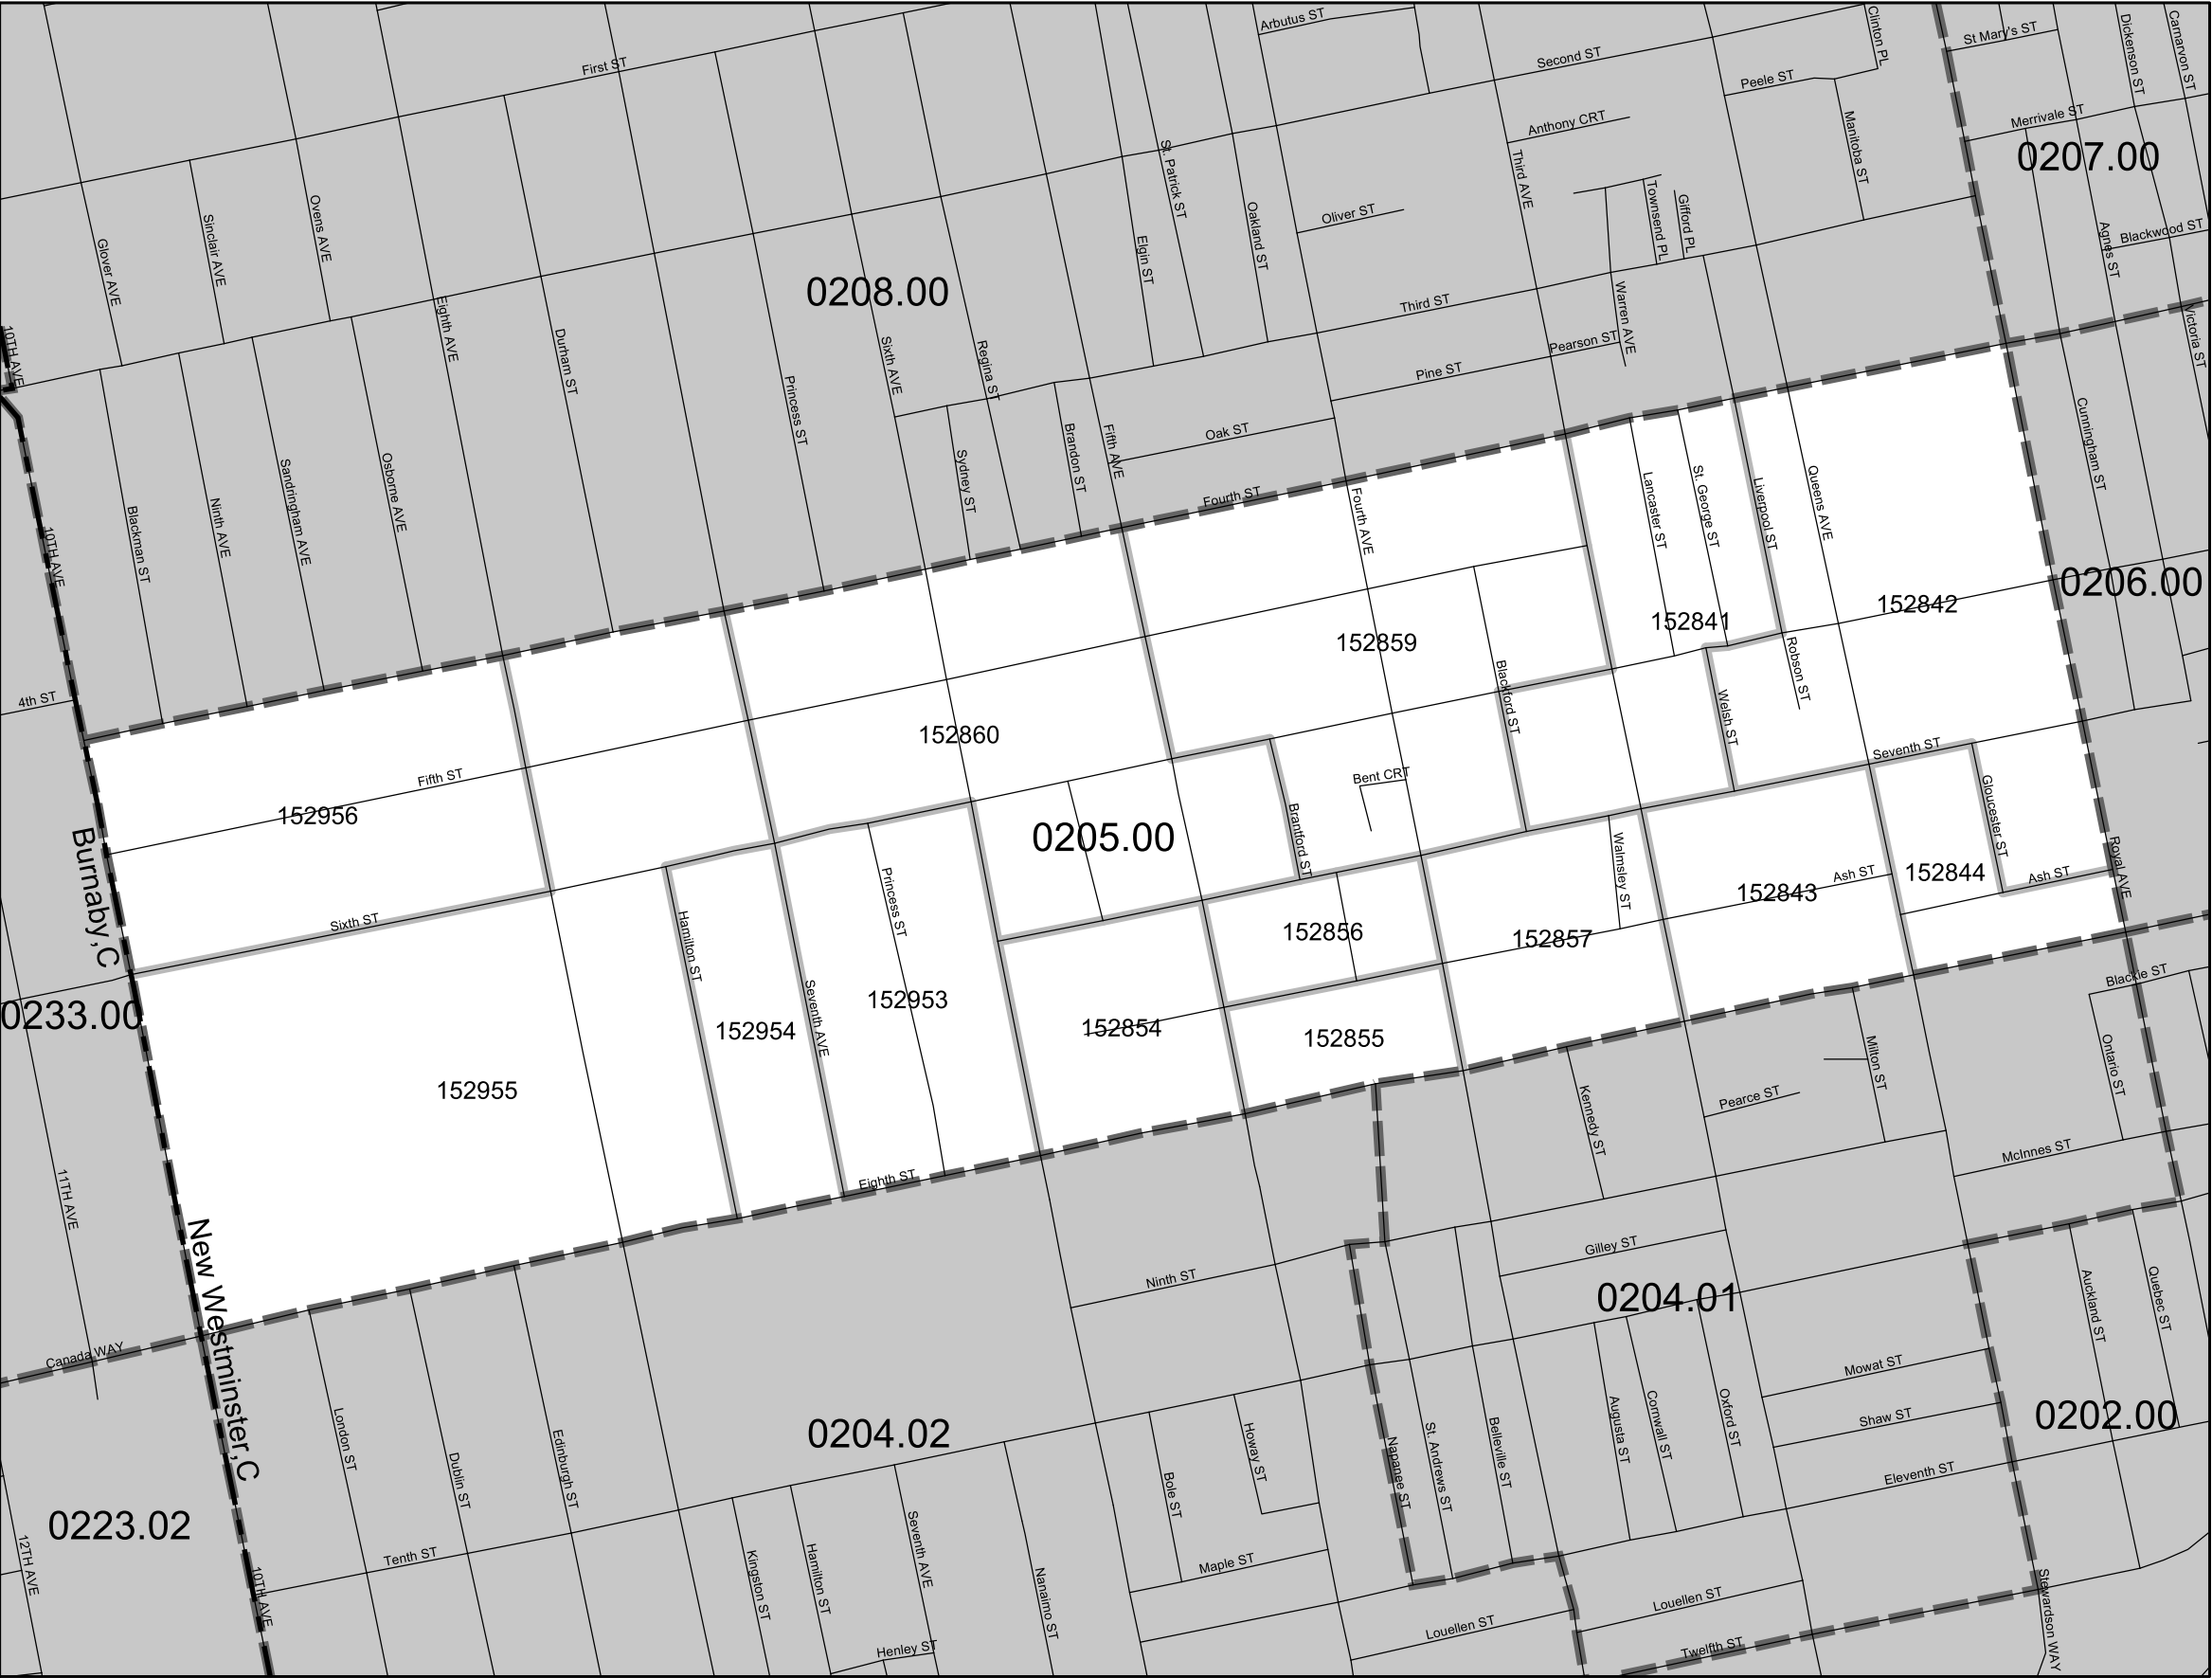 Arbutus ST
Clinton PL
St Mary's ST
Dickenson ST
Carnarvon ST
First ST
Second ST
Peele ST
Anthony CRT
Manitoba ST
Merrivale ST
0207.00
St. Patrick ST
Third AVE
Townsend PL
Gifford PL
Sinclair AVE
Ovens AVE
Glover AVE
Elgin ST
Oakland ST
Oliver ST
Agnes ST
Blackwood ST
0208.00
Third ST
Warren AVE
10TH AVE
Eighth AVE
Durham ST
Sixth AVE
Regina ST
Pearson ST
Victoria ST
Princess ST
Pine ST
Brandon ST
Fifth AVE
Oak ST
Cunningham ST
Blackman ST
Ninth AVE
Sandringham AVE
Osborne AVE
Sydney ST
Fourth ST
Fourth AVE
Lancaster ST
St. George ST
Liverpool ST
Queens AVE
10TH AVE
0206.00
152842
152841
152859
4th ST
Blackford ST
Robson ST
Welsh ST
152860
Seventh ST
Fifth ST
Bent CRT
152956
Brantford ST
0205.00
Gloucester ST
Royal AVE
Burnaby,C
Walmsley ST
Ash ST
152844
Ash ST
152843
Princess ST
Sixth ST
Hamilton ST
152856
152857
Seventh AVE
152953
0233.00
152954
152854
152855
Blackie ST
152955
Milton ST
Ontario ST
Pearce ST
Kennedy ST
11TH AVE
McInnes ST
Eighth ST
New Westminster,C
Gilley ST
Ninth ST
0204.01
Auckland ST
Quebec ST
Canada WAY
Mowat ST
London ST
Dublin ST
Edinburgh ST
0204.02
Howay ST
Bole ST
Napanee ST
St. Andrews ST
Belleville ST
Augusta ST
Cornwall ST
Oxford ST
Shaw ST
0202.00
Eleventh ST
0223.02
12TH AVE
Tenth ST
10TH AVE
Kingston ST
Hamilton ST
Seventh AVE
Nanaimo ST
Maple ST
Louellen ST
Louellen ST
Stewardson WAY
Henley ST
Twelfth ST